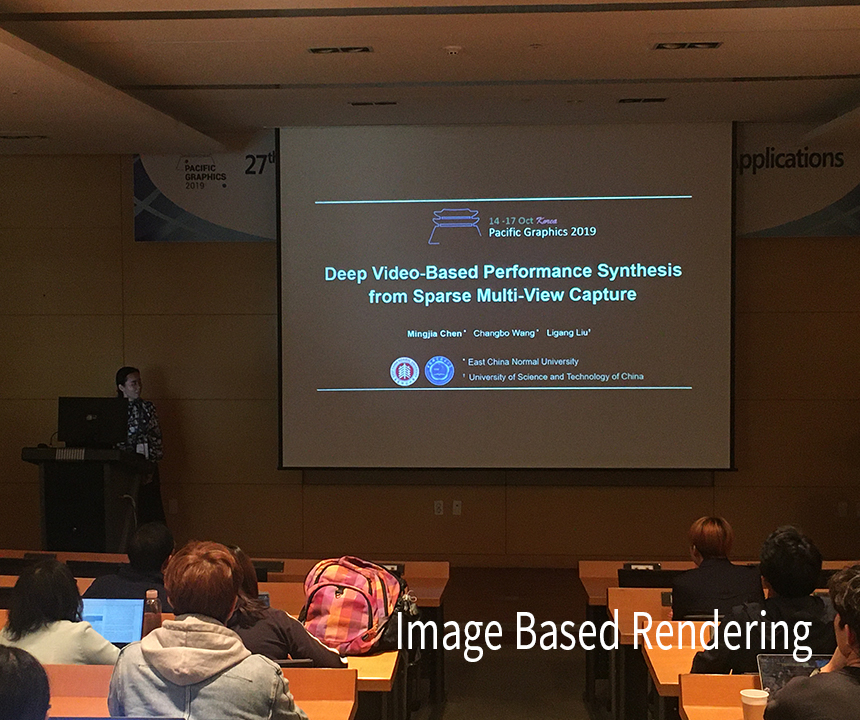 PACIFIC
GRAPHICS
2019
27th
Applications
14 -17 Oct Korea
Pacific Graphics 2019
Deep Video-Based Performance Synthesis
from Sparse Multi-View Capture
Mingjia Chen* Changbo Wang* Ligang Liu†
* East China Normal University
† University of Science and Technology of China
Image Based Rendering